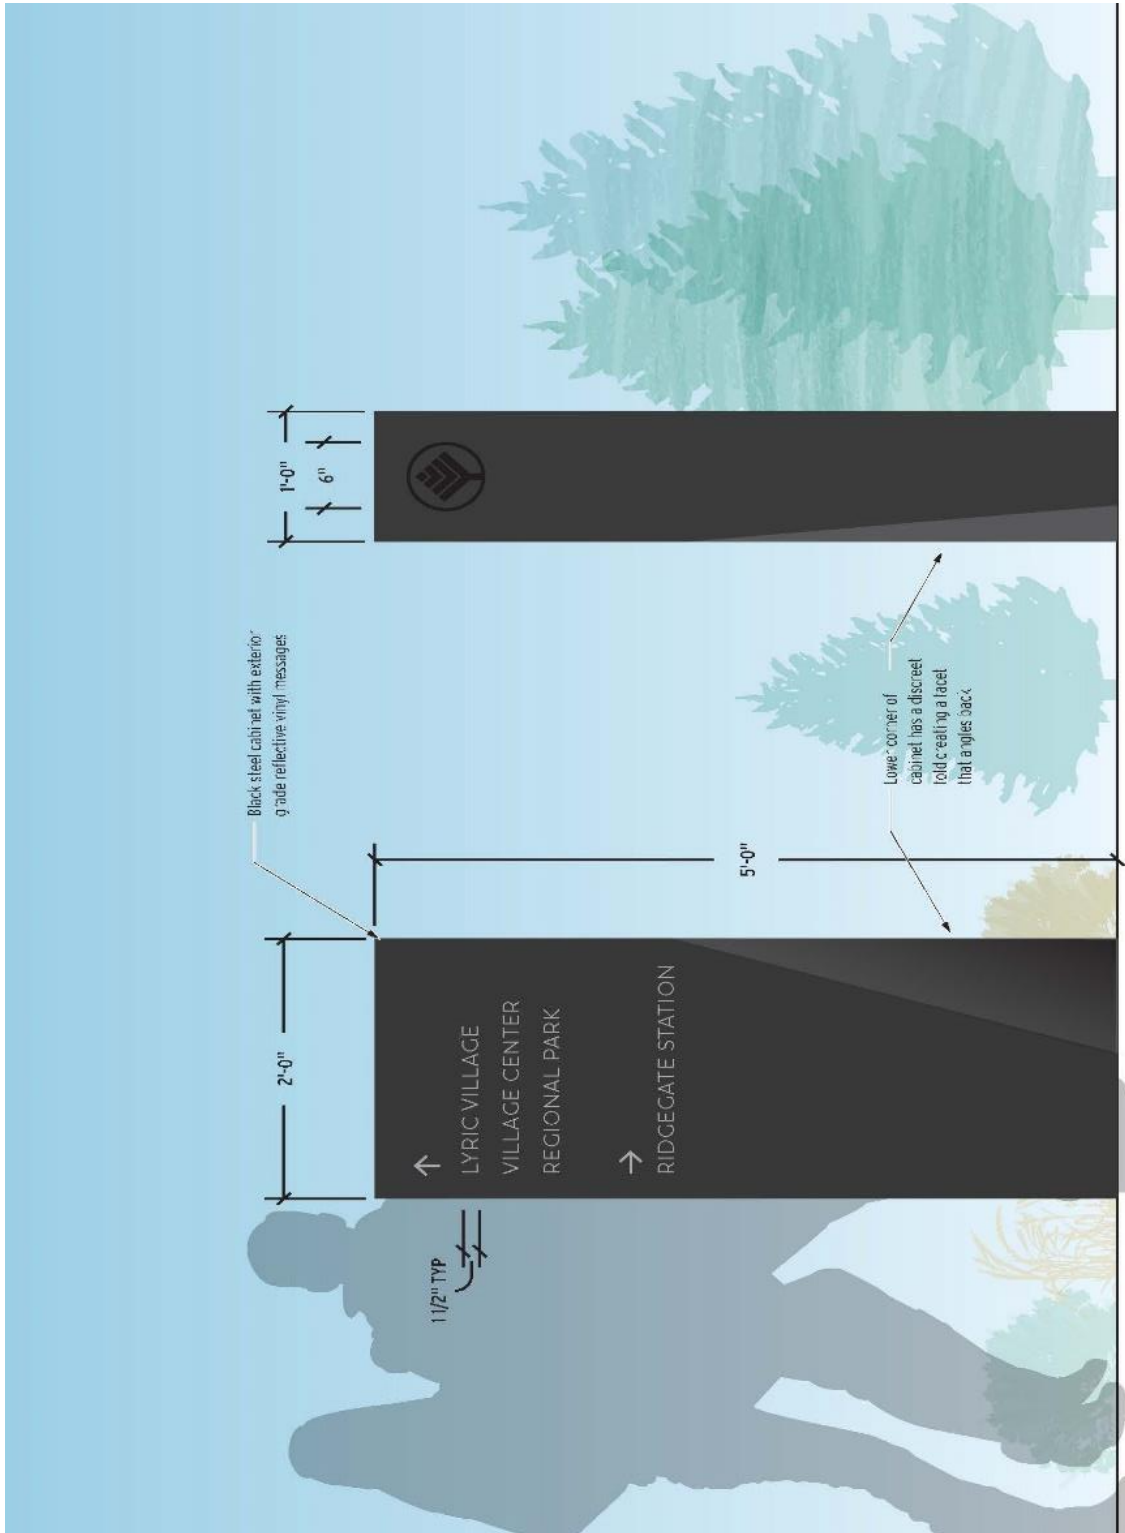 Black steel cabinet with exterior
grade reflective vinyl messages
2'-0"
1'-0"
6"
1 1/2" TYP
LYRIC VILLAGE
VILLAGE CENTER
REGIONAL PARK
RIDGEGATE STATION
5'-0"
Lower corner of
cabinet has a discreet
fold creating a facet
that angles back